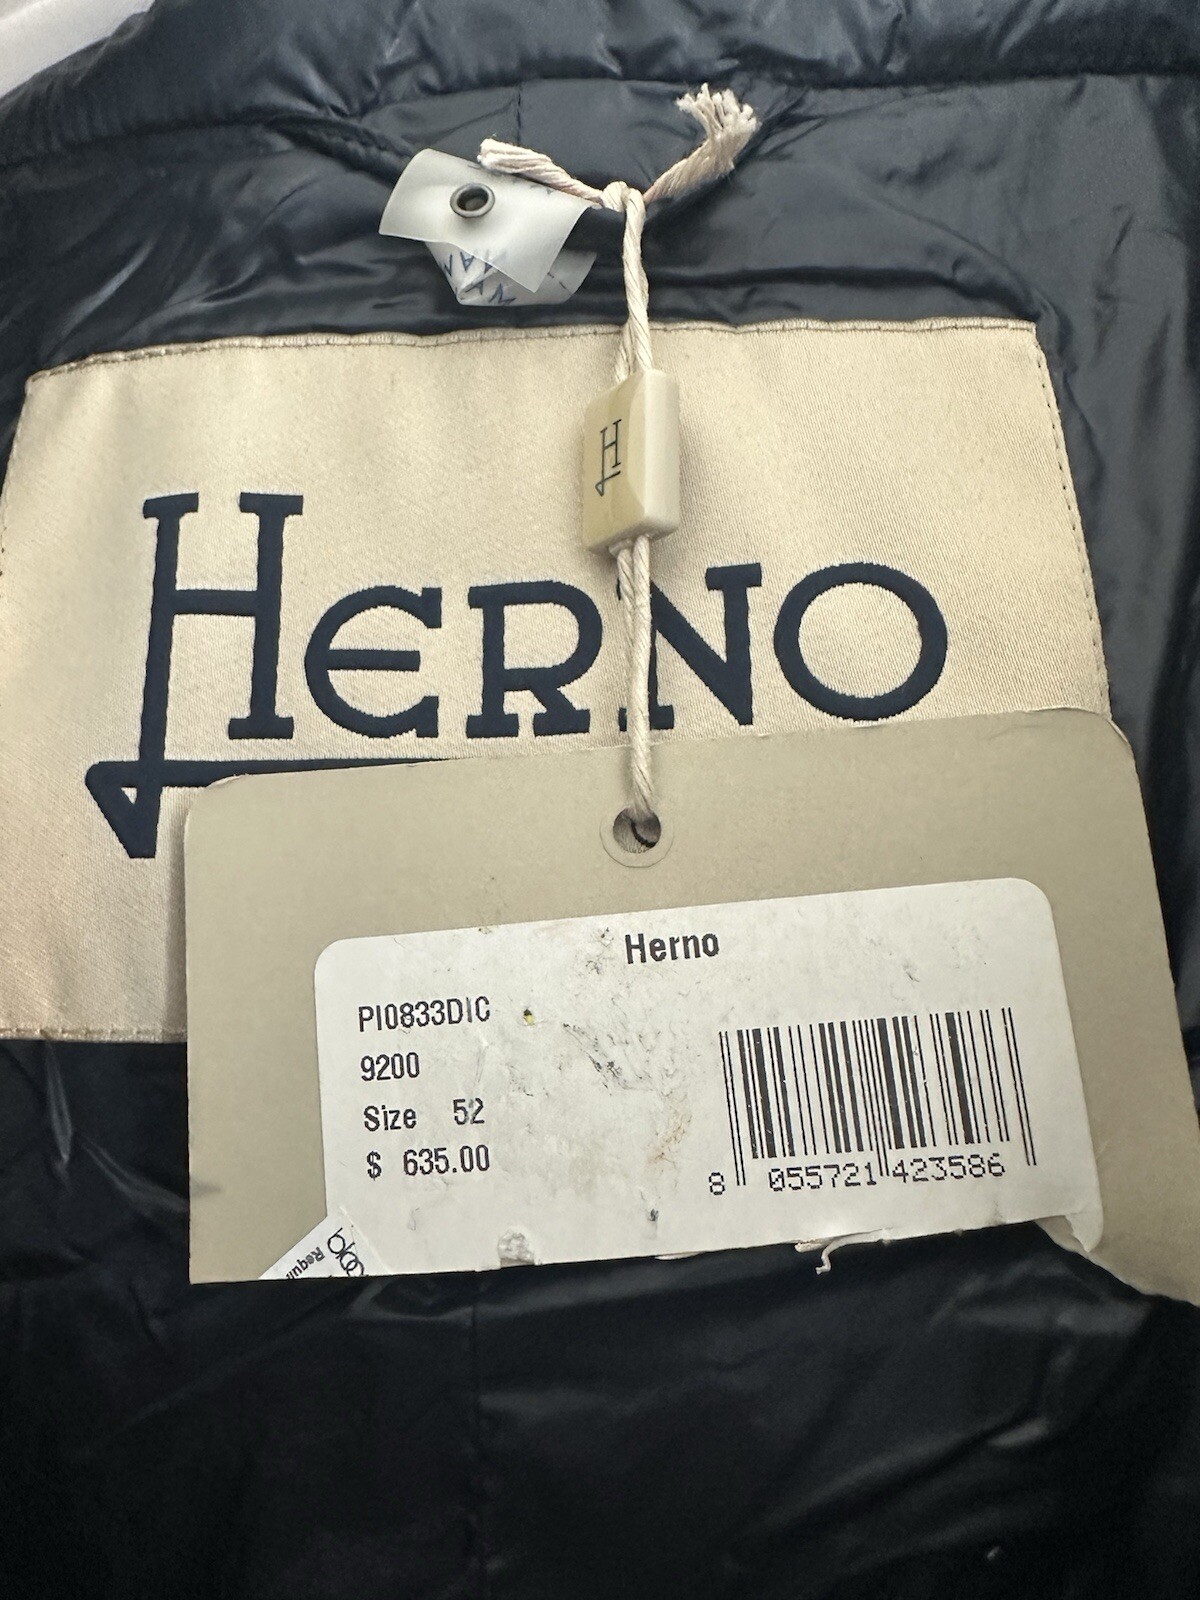 H
HERNO
Herno
PI0833DIC
9200
Size 52
$ 635.00
8 055721 423586